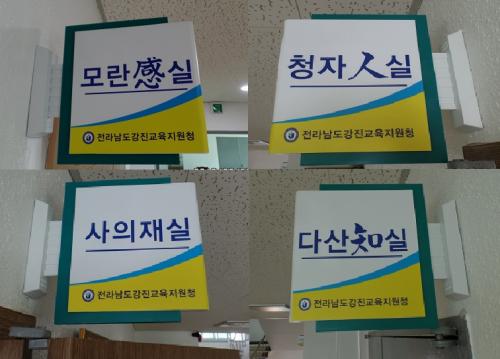 모란感실
전라남도강진교육지원청
청자人실
전라남도강진교육지원청
사의재실
전라남도강진교육지원청
다산知실
전라남도강진교육지원청